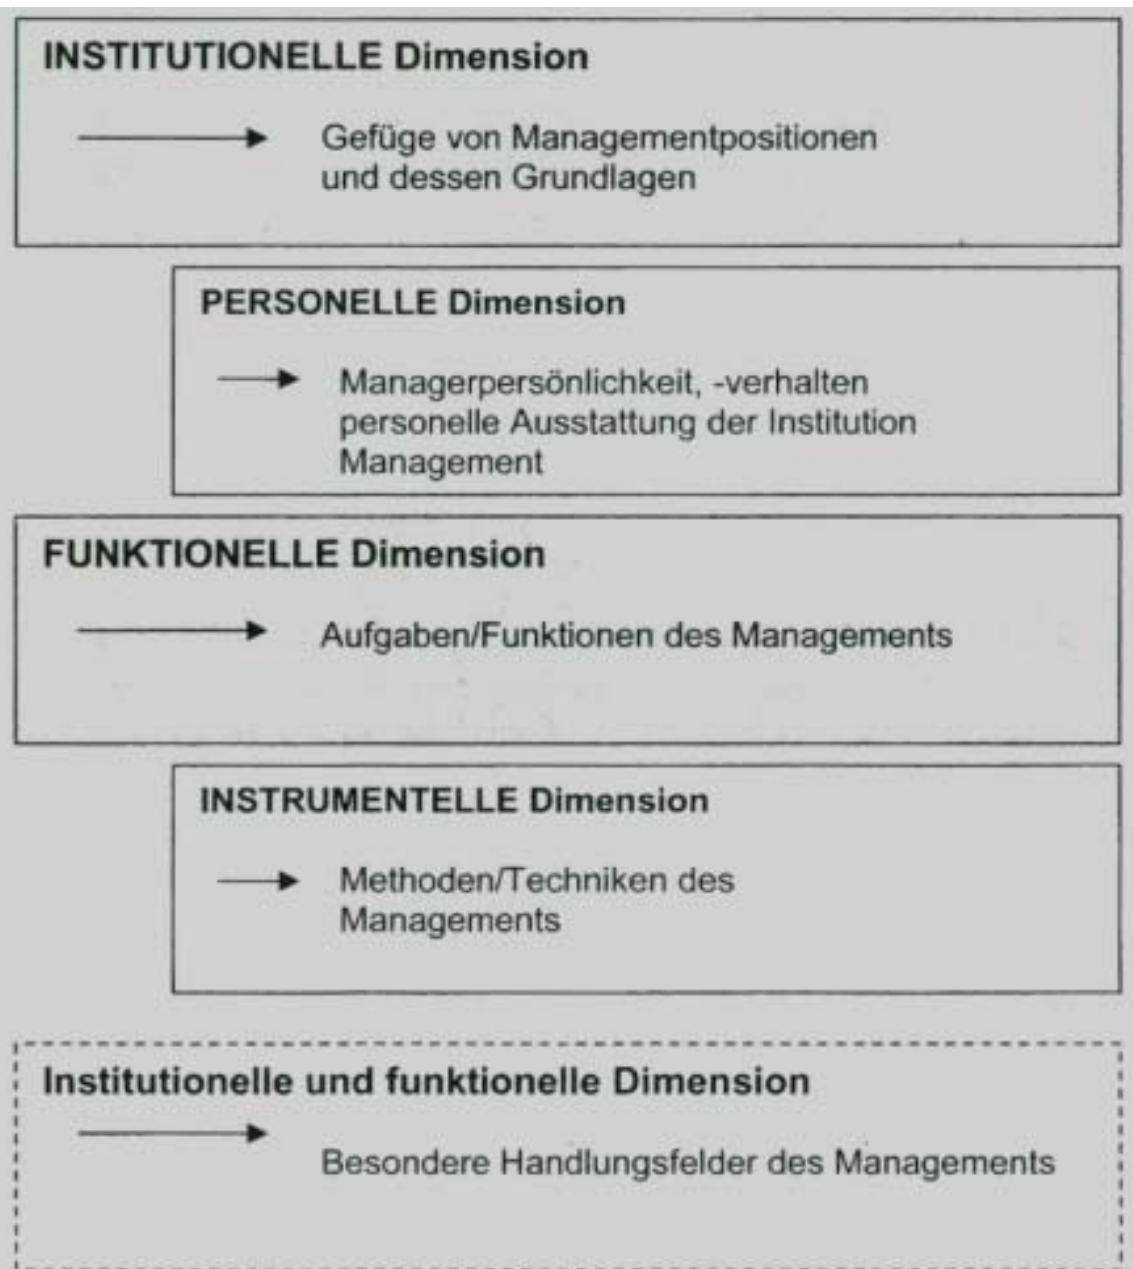 INSTITUTIONELLE Dimension
Gefüge von Managementpositionen
und dessen Grundlagen
PERSONELLE Dimension
Managerpersönlichkeit, -verhalten
personelle Ausstattung der Institution
Management
FUNKTIONELLE Dimension
Aufgaben/Funktionen des Managements
INSTRUMENTELLE Dimension
Methoden/Techniken des
Managements
Institutionelle und funktionelle Dimension
Besondere Handlungsfelder des Managements